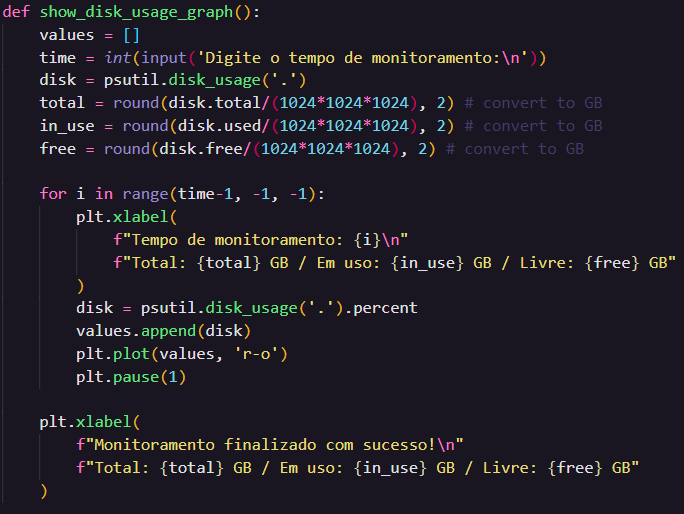 def show_disk_usage_graph():
    values = []
    time = int(input('Digite o tempo de monitoramento:\n'))
    disk = psutil.disk_usage('.')
    total = round(disk.total/(1024*1024*1024), 2) # convert to GB
    in_use = round(disk.used/(1024*1024*1024), 2) # convert to GB
    free = round(disk.free/(1024*1024*1024), 2) # convert to GB

    for i in range(time-1, -1, -1):
        plt.xlabel(
            f"Tempo de monitoramento: {i}\n"
            f"Total: {total} GB / Em uso: {in_use} GB / Livre: {free} GB"
        )
        disk = psutil.disk_usage('.').percent
        values.append(disk)
        plt.plot(values, 'r-o')
        plt.pause(1)

    plt.xlabel(
        f"Monitoramento finalizado com sucesso!\n"
        f"Total: {total} GB / Em uso: {in_use} GB / Livre: {free} GB"
    )